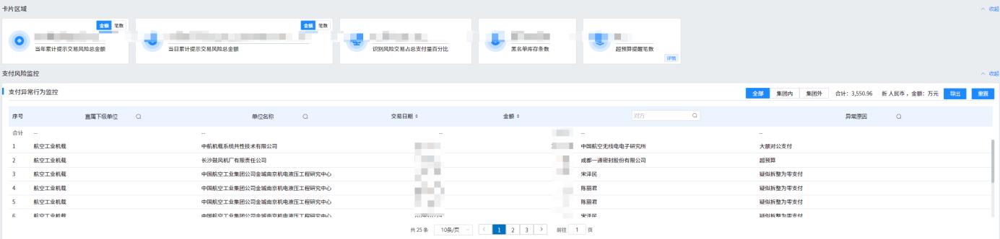 卡片区域 收起
金额 笔数 金额 笔数
当年累计提示交易风险总金额 当日累计提示交易风险总金额 识别风险交易占总支付量百分比 黑名单库存条数 超预算提醒笔数
详情
支付风险监控 收起
支付异常行为监控 全部 集团内 集团外 合计：3,550.96 折 人民币，金额：万元 导出 重置
序号 直属下级单位 单位名称 交易日期 金额 对方 异常原因
合计 -- -- -- -- --
1 航空工业机载 中航机载系统共性技术有限公司 中国航空无线电电子研究所 大额对公支付
2 航空工业机载 长沙鼓风机厂有限责任公司 成都一通密封股份有限公司 超预算
3 航空工业机载 中国航空工业集团公司金城南京机电液压工程研究中心 宋泽民 疑似拆整为零支付
4 航空工业机载 中国航空工业集团公司金城南京机电液压工程研究中心 陈丽君 疑似拆整为零支付
5 航空工业机载 中国航空工业集团公司金城南京机电液压工程研究中心 陈丽君 疑似拆整为零支付
6 航空工业机载 中国航空工业集团公司金城南京机电液压工程研究中心 宋泽民 疑似拆整为零支付
共 25 条 10条/页 1 2 3 前往 1 页